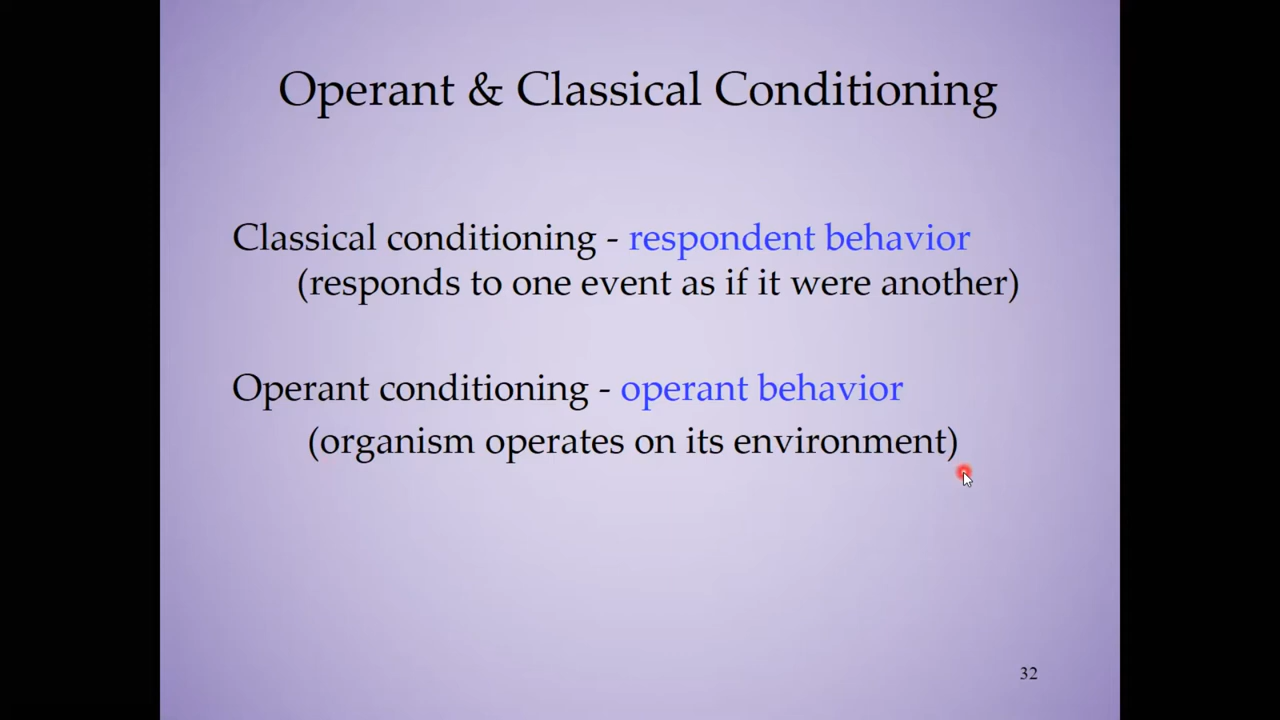 Operant & Classical Conditioning
Classical conditioning - respondent behavior
(responds to one event as if it were another)
Operant conditioning - operant behavior
(organism operates on its environment)
32